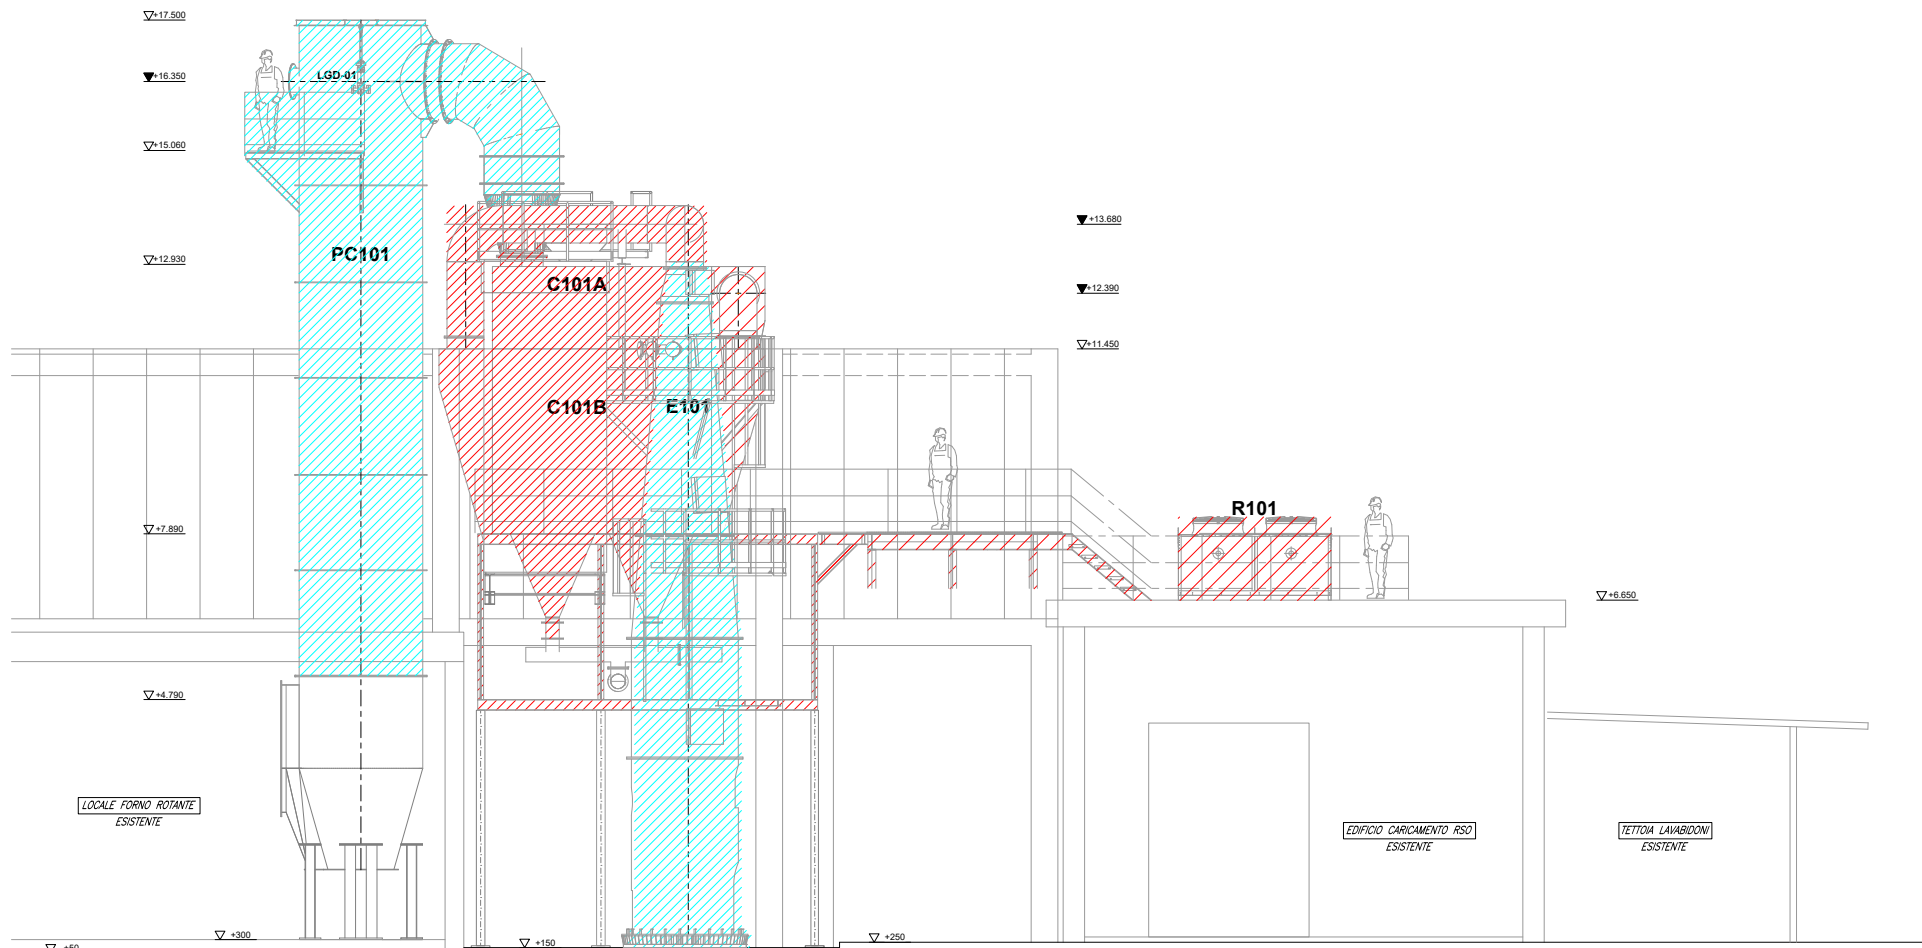 +17.500
LGD-01
+16.350
+15.060
+13.680
PC101
+12.930
C101A
+12.390
+11.450
C101B
E101
R101
+7.890
+6.650
+4.790
LOCALE FORNO ROTANTE
ESISTENTE
EDIFICIO CARICAMENTO RSO
ESISTENTE
TETTOIA LAVABIDONI
ESISTENTE
+300
+250
+150
+50